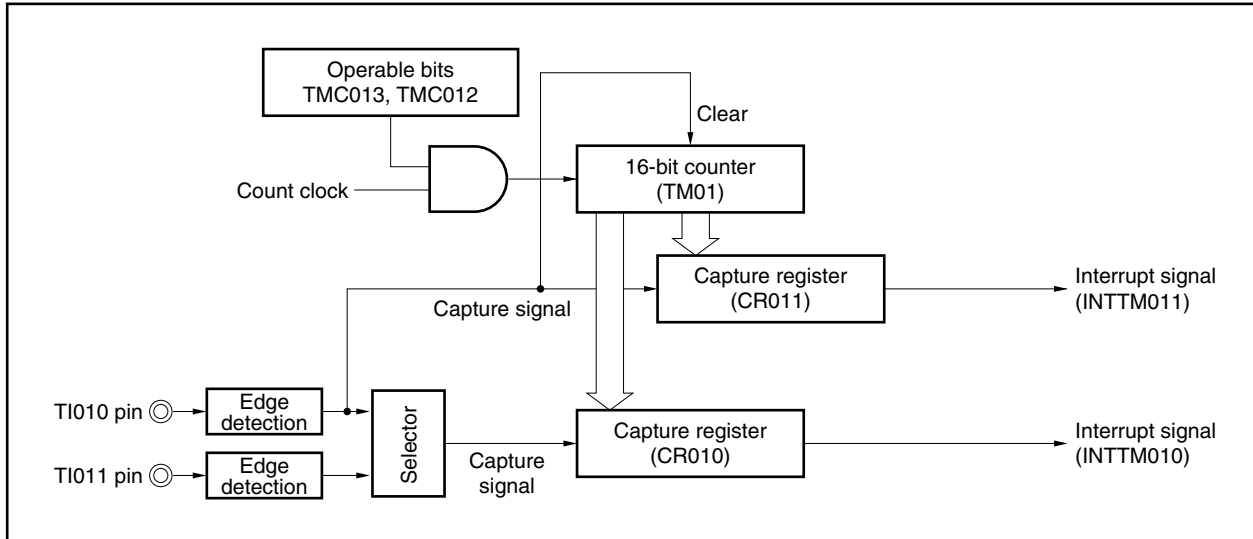 Operable bits
TMC013, TMC012
Clear
Count clock
16-bit counter
(TM01)
Capture register
(CR011)
Interrupt signal
(INTTM011)
Capture signal
TI010 pin
Edge
detection
Selector
Capture register
(CR010)
Interrupt signal
(INTTM010)
Capture
signal
TI011 pin
Edge
detection